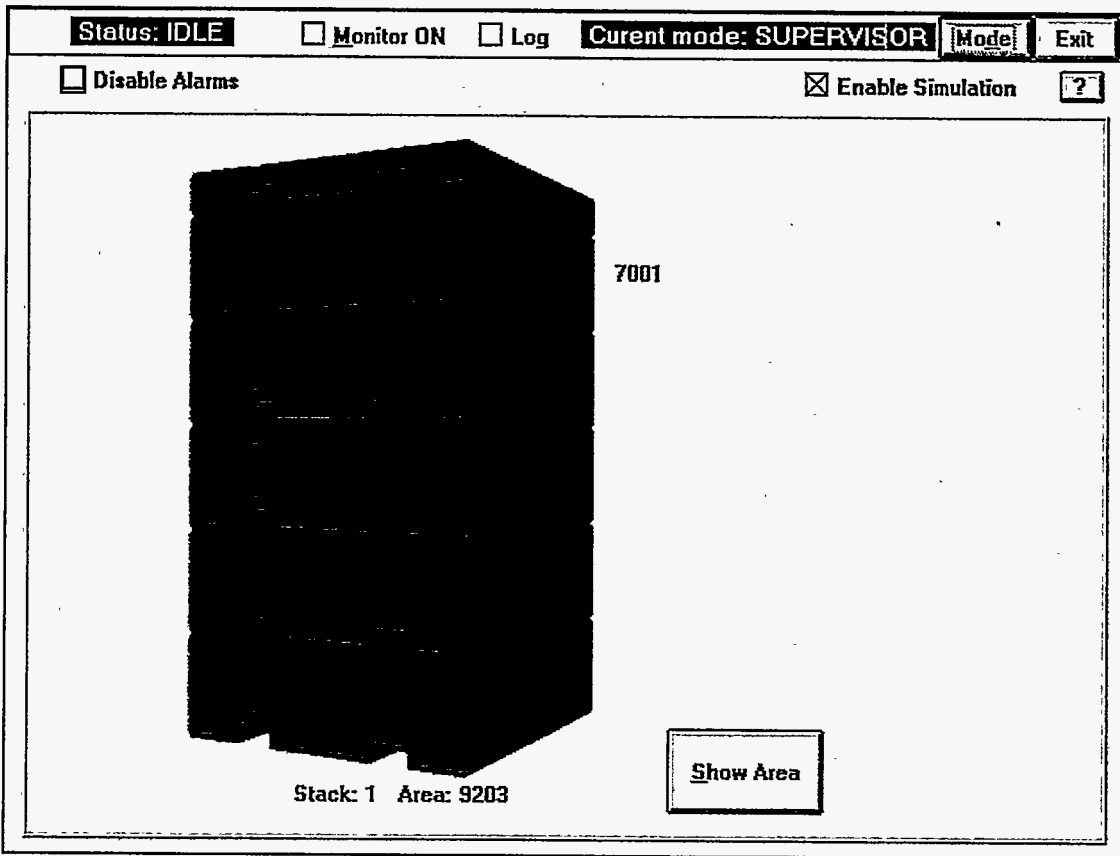 Status: IDLE Monitor ON Log Curent mode: SUPERVISOR Mode Exit
Disable Alarms Enable Simulation ?
7001
Show Area
Stack: 1 Area: 9203